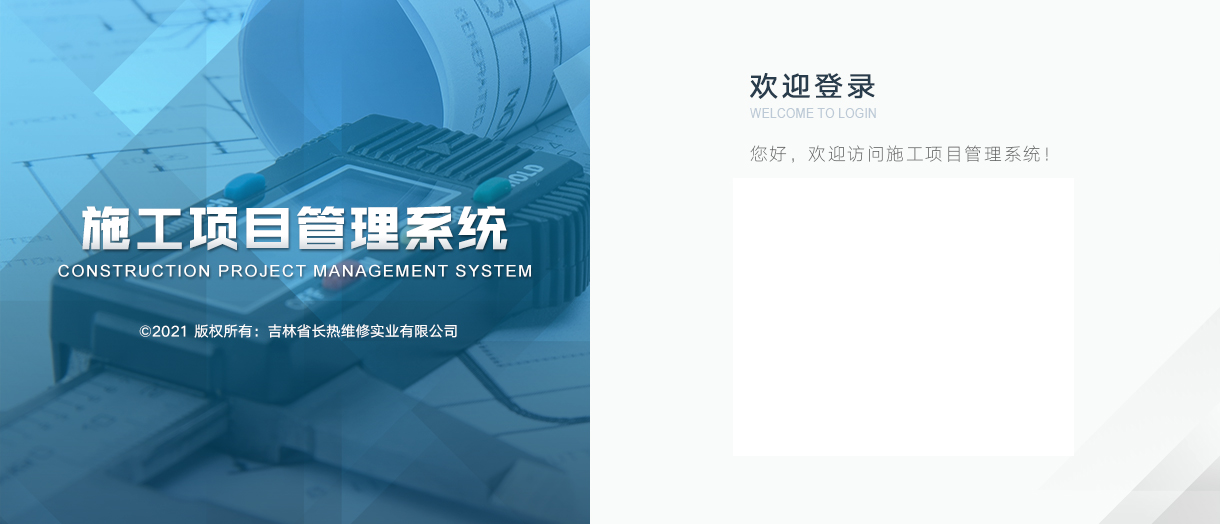 施工项目管理系统
CONSTRUCTION PROJECT MANAGEMENT SYSTEM
©2021 版权所有：吉林省长热维修实业有限公司
欢迎登录
WELCOME TO LOGIN
您好，欢迎访问施工项目管理系统！
HOLD